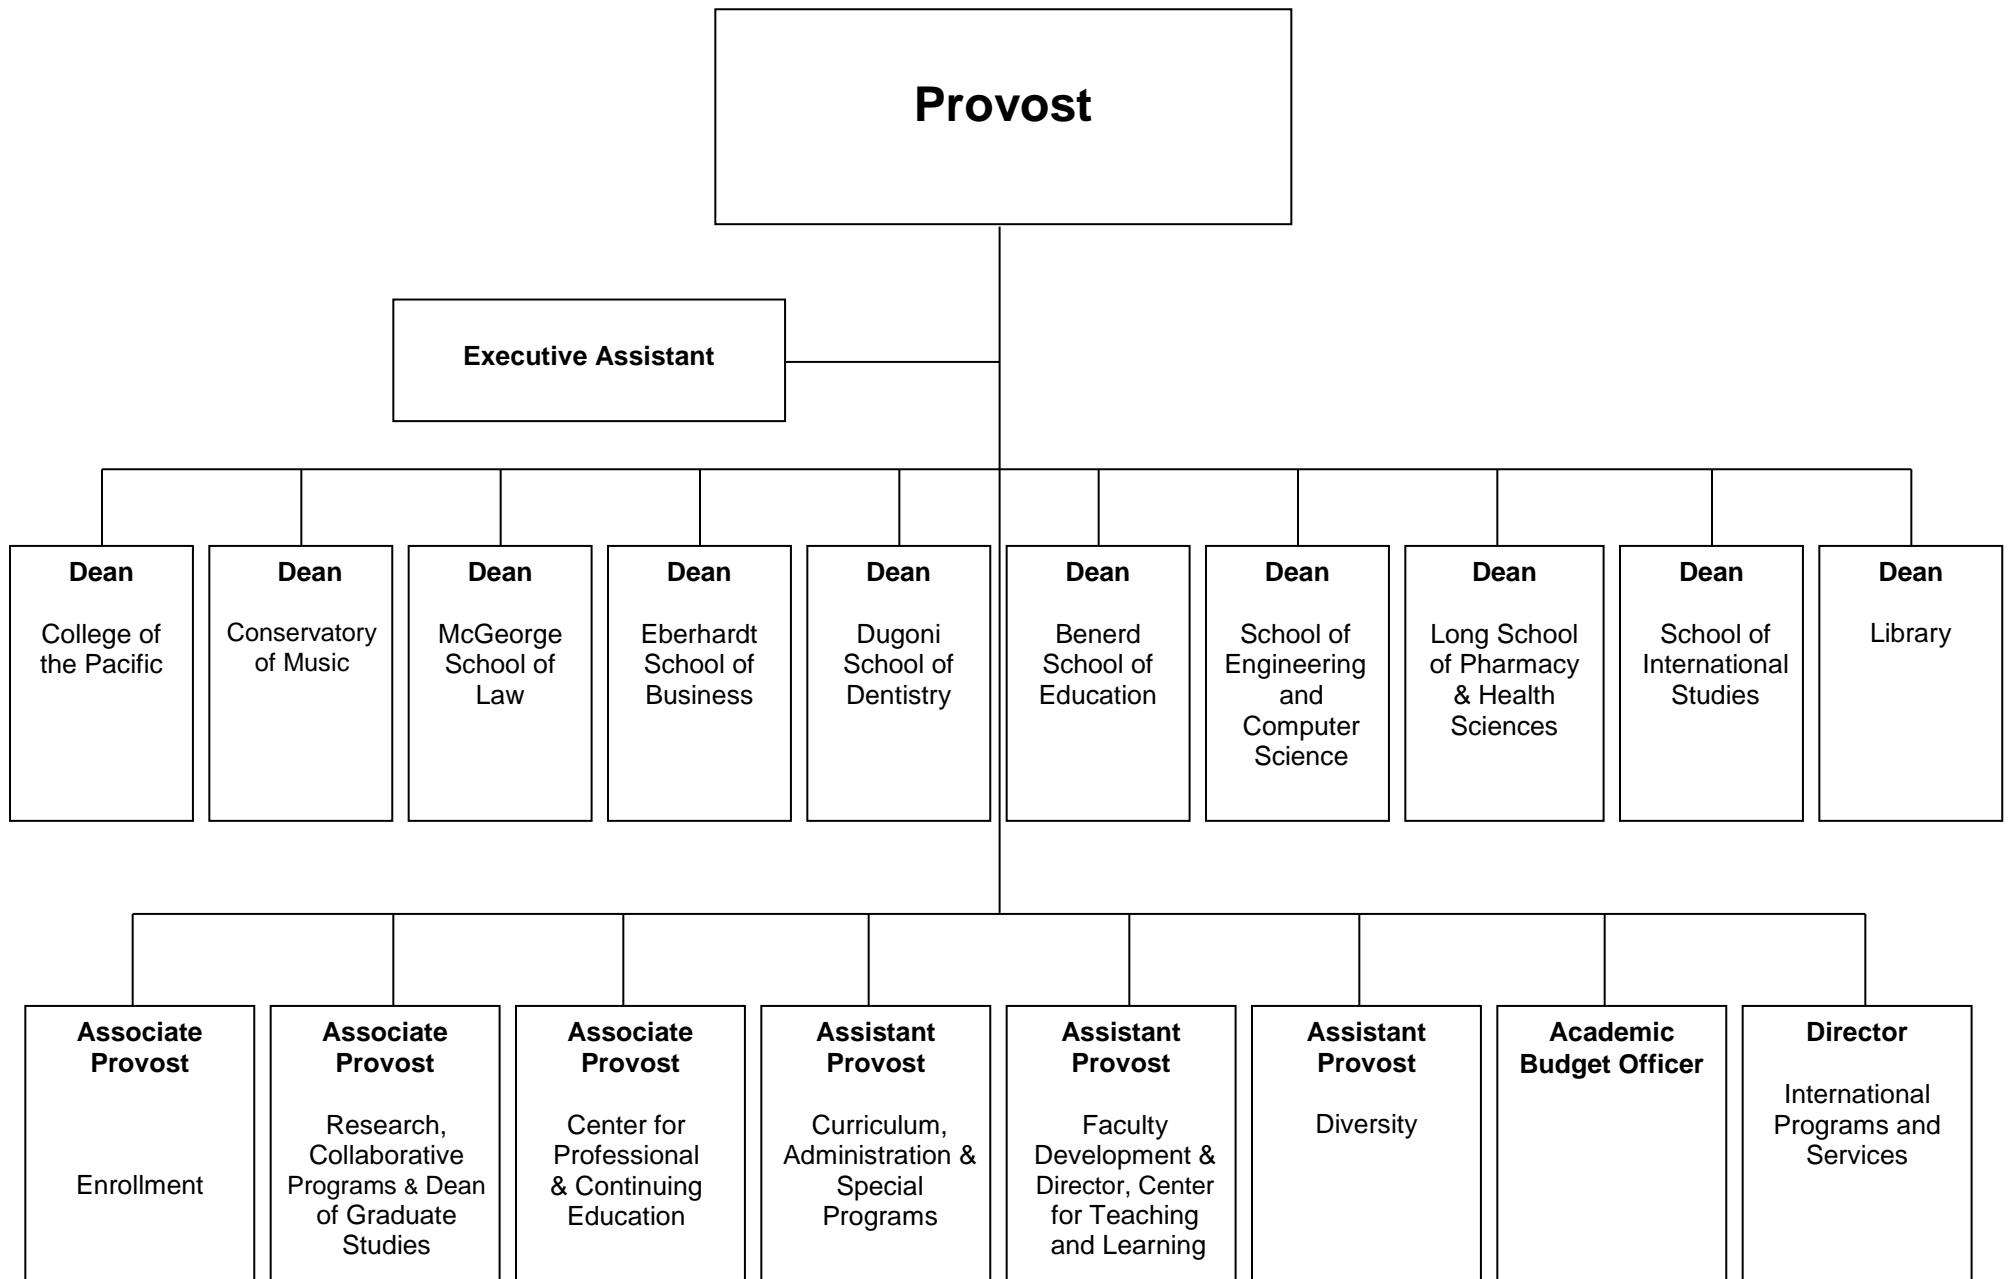 Provost
Executive Assistant
Dean
College of
the Pacific
Dean
Conservatory
of Music
Dean
McGeorge
School of
Law
Dean
Eberhardt
School of
Business
Dean
Dugoni
School of
Dentistry
Dean
Benerd
School of
Education
Dean
School of
Engineering
and
Computer
Science
Dean
Long School
of Pharmacy
& Health
Sciences
Dean
School of
International
Studies
Dean
Library
Associate
Provost
Enrollment
Associate
Provost
Research,
Collaborative
Programs & Dean
of Graduate
Studies
Associate
Provost
Center for
Professional
& Continuing
Education
Assistant
Provost
Curriculum,
Administration &
Special
Programs
Assistant
Provost
Faculty
Development &
Director, Center
for Teaching
and Learning
Assistant
Provost
Diversity
Academic
Budget Officer
Director
International
Programs and
Services